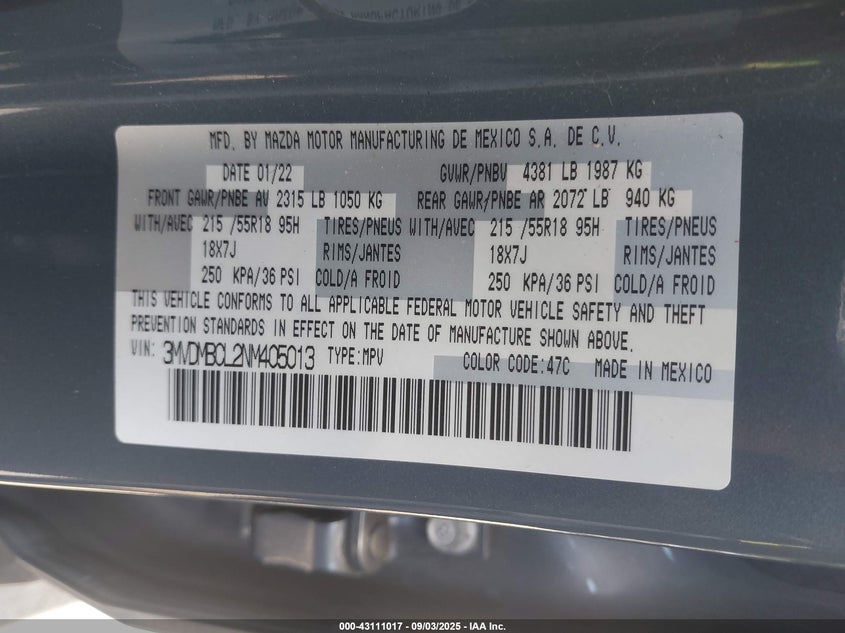 MFD. BY MAZDA MOTOR MANUFACTURING DE MEXICO S.A. DE C.V.
DATE 01/22 GVWR/PNBV 4381 LB 1987 KG
FRONT GAWR/PNBE AV 2315 LB 1050 KG REAR GAWR/PNBE AR 2072 LB 940 KG
WITH/AVEC 215 /55R18 95H TIRES/PNEUS WITH/AVEC 215 /55R18 95H TIRES/PNEUS
18X7J RIMS/JANTES 18X7J RIMS/JANTES
250 KPA/36 PSI COLD/A FROID 250 KPA/36 PSI COLD/A FROID
THIS VEHICLE CONFORMS TO ALL APPLICABLE FEDERAL MOTOR VEHICLE SAFETY AND THEFT
PREVENTION STANDARDS IN EFFECT ON THE DATE OF MANUFACTURE SHOWN ABOVE.
VIN: 3MVDMBCL2NM405013 TYPE:MPV COLOR CODE:47C MADE IN MEXICO
000-43111017 - 09/03/2025 - IAA Inc.